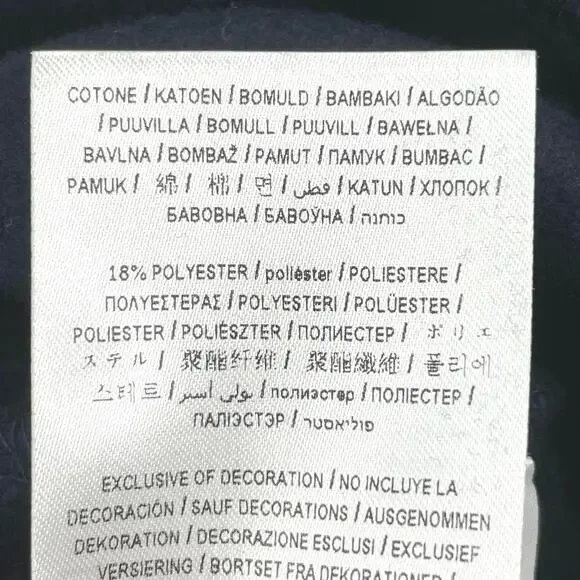 COTONE / KATOEN / BOMULD / BAMBAKI / ALGODÃO
/ PUUVILLA / BOMULL / PUUVILL / BAWEŁNA /
BAVLNA / BOMBAŽ / PAMUT / ПАМУК / BUMBAC /
PAMUK / 綿 / 棉 / 면 / قطن / KATUN / ХЛОПОК /
БАВОВНА / БАВОЎНА / כותנה
18% POLYESTER / poliéster / POLIESTERE /
ΠΟΛΥΕΣΤΕΡΑΣ / POLYESTERI / POLÜESTER /
POLIESTER / POLIÉSZTER / ПОЛИЕСТЕР / ポリエ
ステル / 聚酯纤维 / 聚酯纖維 / 폴리에
스테르 / بولي أستر / полиэстер / ПОЛІЕСТЕР /
ПАЛІЭСТЭР / פוליאסטר
EXCLUSIVE OF DECORATION / NO INCLUYE LA
DECORACIÓN / SAUF DECORATIONS / AUSGENOMMEN
DEKORATION / DECORAZIONE ESCLUSI / EXCLUSIEF
VERSIERING / BORTSET FRA DEKORATIONER /